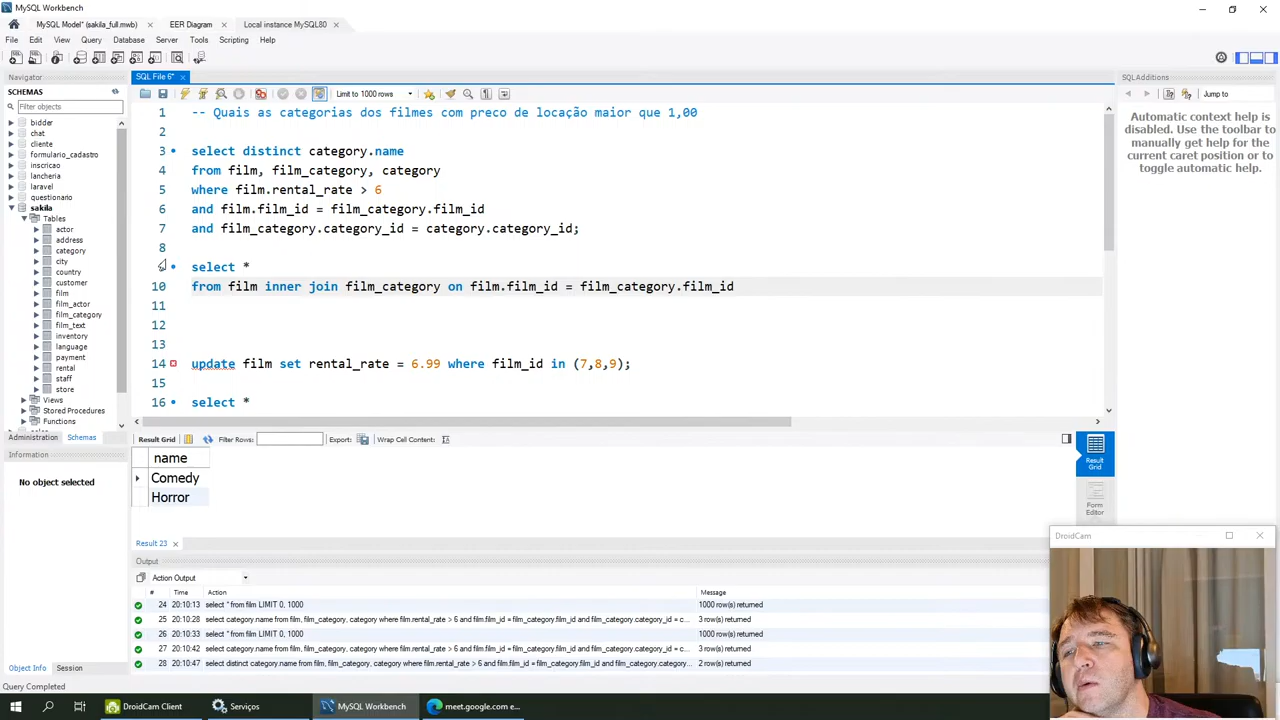 MySQL Workbench
MySQL Model* (sakila_full.mwb)
EER Diagram
Local instance MySQL80
File Edit View Query Database Server Tools Scripting Help
Navigator
SCHEMAS
Filter objects
bidder
chat
cliente
formulario_cadastro
inscricao
lancheria
laravel
questionario
sakila
Tables
actor
address
category
city
country
customer
film
film_actor
film_category
film_text
inventory
language
payment
rental
staff
store
Views
Stored Procedures
Functions
Administration Schemas
Information
No object selected
Object Info Session
Query Completed
SQL File 6*
Limit to 1000 rows
1 -- Quais as categorias dos filmes com preco de locação maior que 1,00
2
3 select distinct category.name
4 from film, film_category, category
5 where film.rental_rate > 6
6 and film.film_id = film_category.film_id
7 and film_category.category_id = category.category_id;
8
select *
10 from film inner join film_category on film.film_id = film_category.film_id
11
12
13
14 update film set rental_rate = 6.99 where film_id in (7,8,9);
15
16 select *
Result Grid Filter Rows: Export: Wrap Cell Content:
name
Comedy
Horror
Result Grid
Form Editor
Result 23
Output
Action Output
# Time Action Message
24 20:10:13 select * from film LIMIT 0, 1000 1000 row(s) returned
25 20:10:28 select category.name from film, film_category, category where film.rental_rate > 6 and film.film_id = film_category.film_id and film_category.category_id = c... 3 row(s) returned
26 20:10:33 select * from film LIMIT 0, 1000 1000 row(s) returned
27 20:10:42 select category.name from film, film_category, category where film.rental_rate > 6 and film.film_id = film_category.film_id and film_category.category_id = c... 3 row(s) returned
28 20:10:47 select distinct category.name from film, film_category, category where film.rental_rate > 6 and film.film_id = film_category.film_id and film_category.category... 2 row(s) returned
SQLAdditions
Jump to
Automatic context help is
disabled. Use the toolbar to
manually get help for the
current caret position or to
toggle automatic help.
DroidCam
DroidCam Client
Serviços
MySQL Workbench
meet.google.com e...